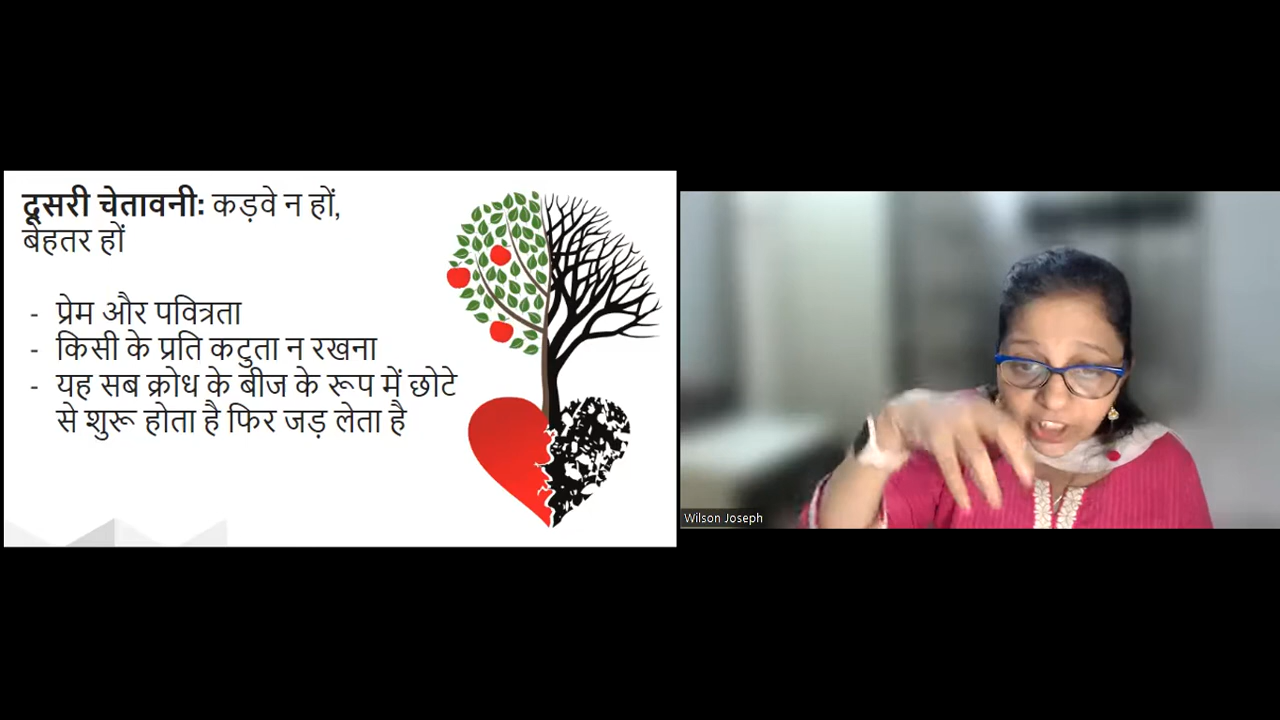 दूसरी चेतावनी: कड़वे न हों,
बेहतर हों
- प्रेम और पवित्रता
- किसी के प्रति कटुता न रखना
- यह सब क्रोध के बीज के रूप में छोटे
से शुरू होता है फिर जड़ लेता है
Wilson Joseph